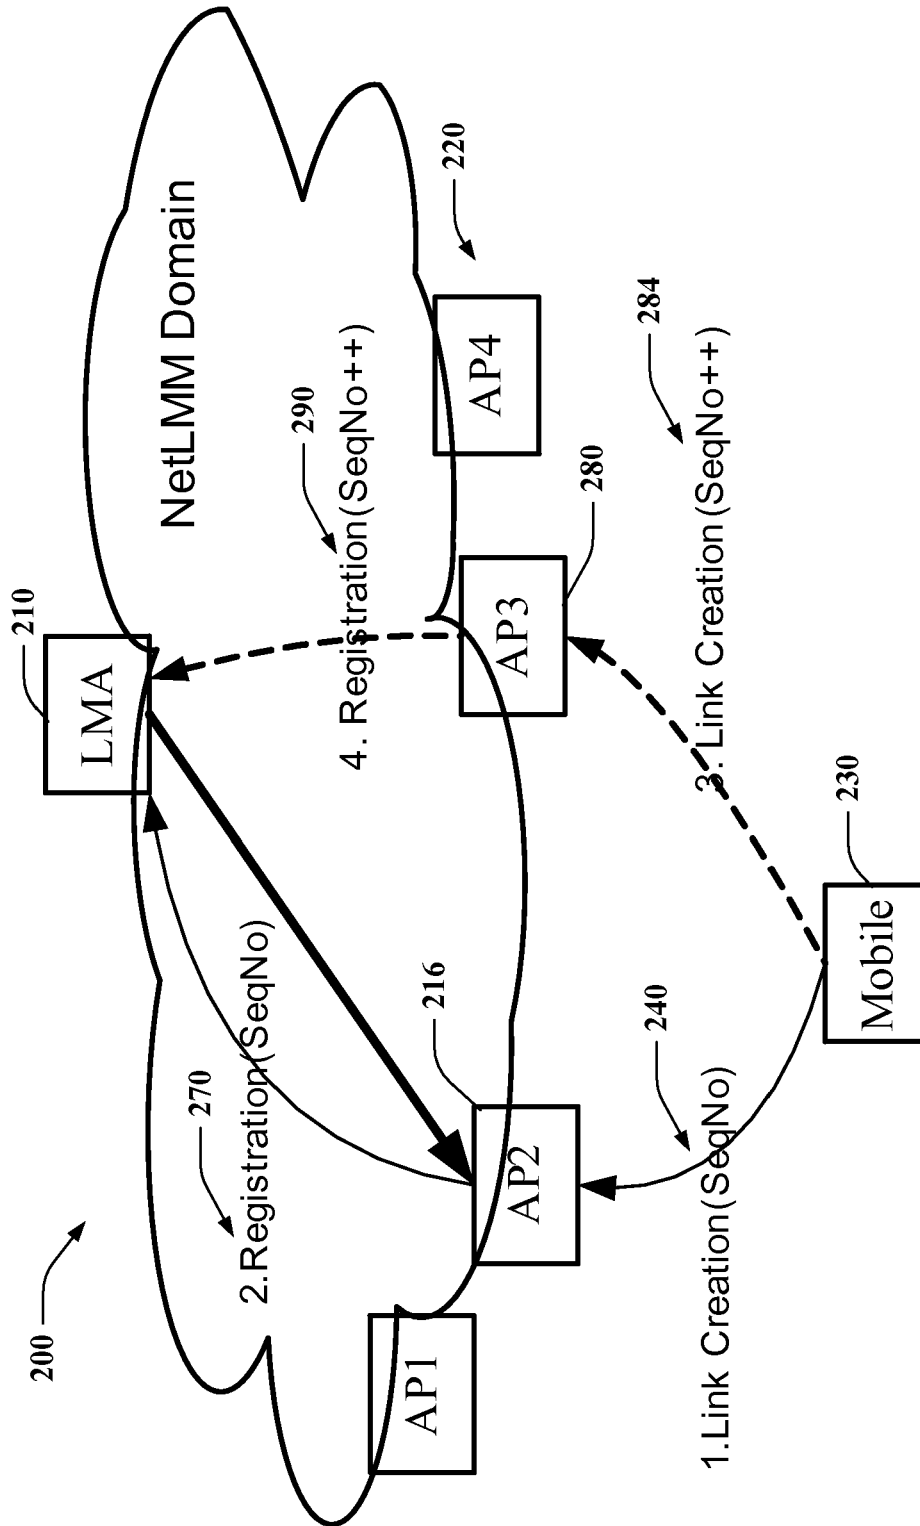 200
210
LMA
NetLMM Domain
270
2.Registration(SeqNo)
290
4. Registration(SeqNo++)
220
216
AP1
AP2
AP3
280
AP4
240
1.Link Creation(SeqNo)
284
3. Link Creation(SeqNo++)
230
Mobile